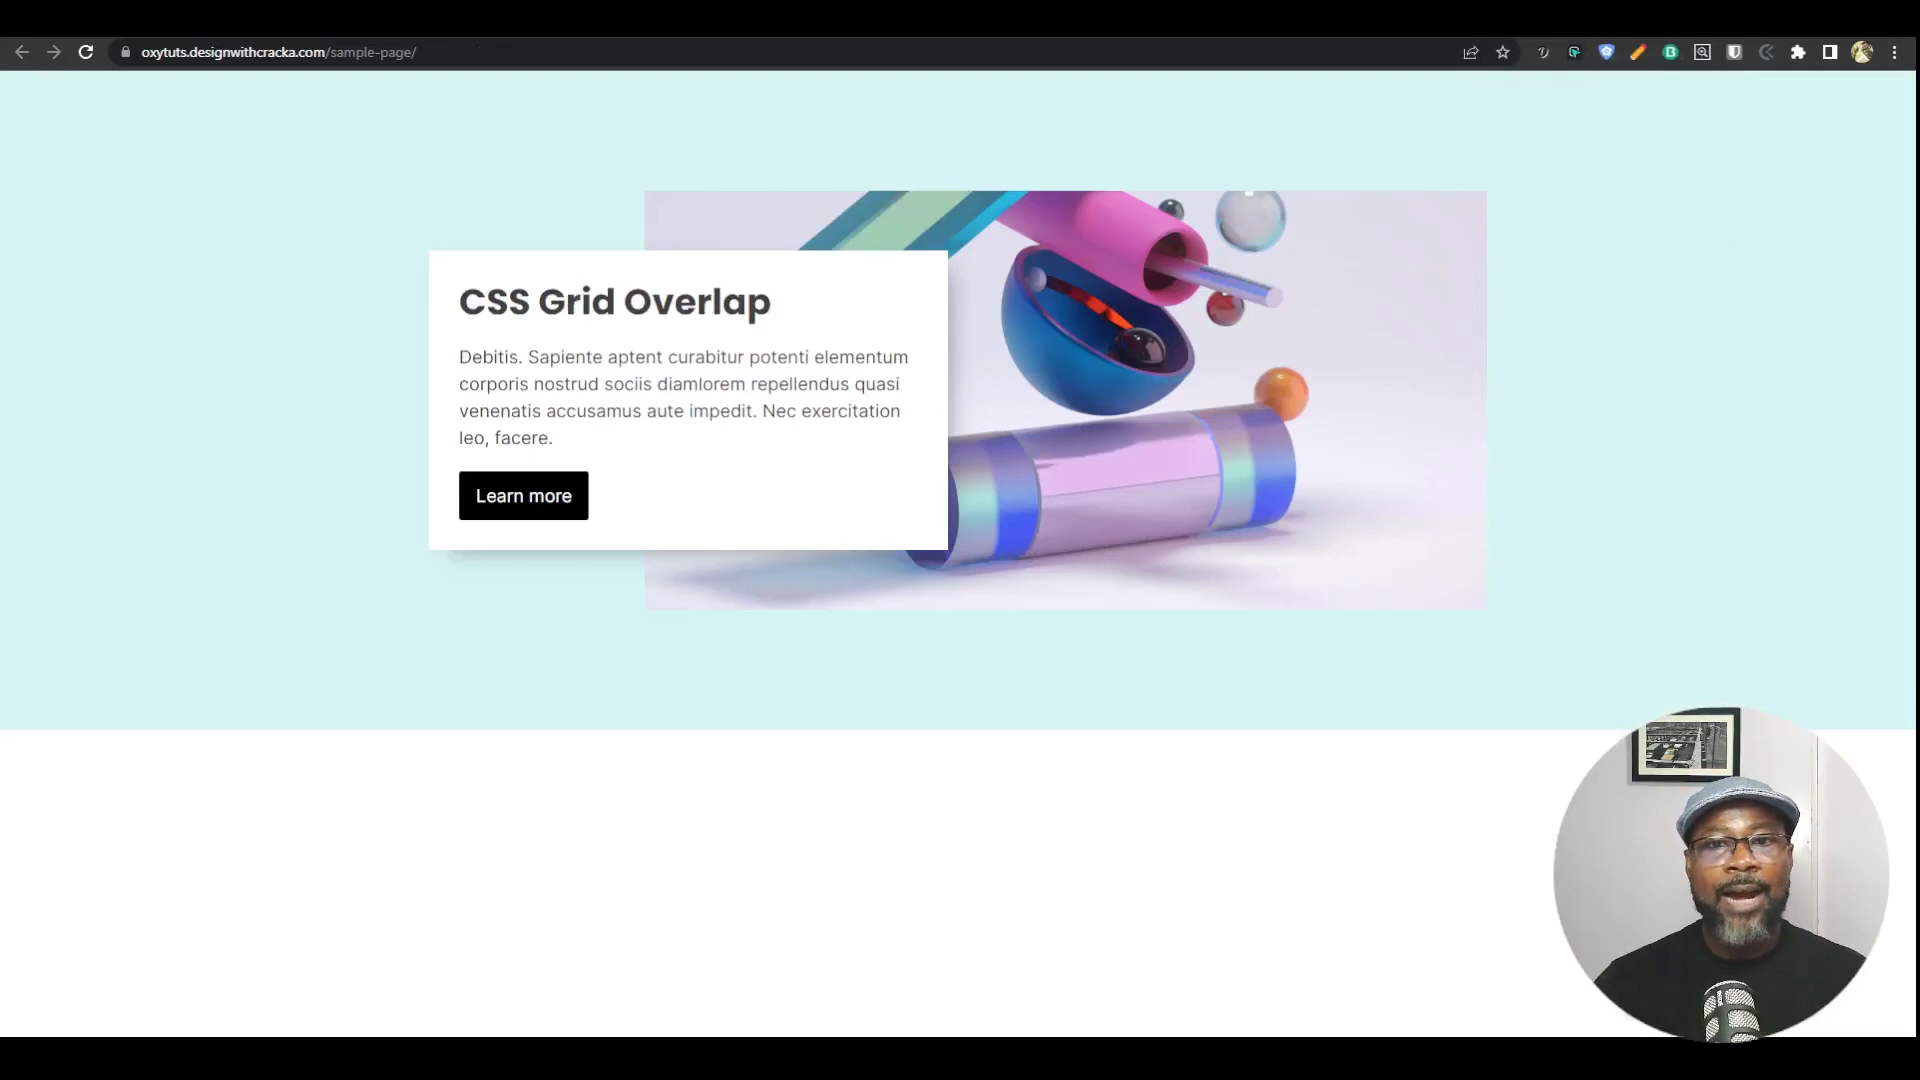 oxytuts.designwithcracka.com/sample-page/
CSS Grid Overlap
Debitis. Sapiente aptent curabitur potenti elementum
corporis nostrud sociis diamlorem repellendus quasi
venenatis accusamus aute impedit. Nec exercitation
leo, facere.
Learn more